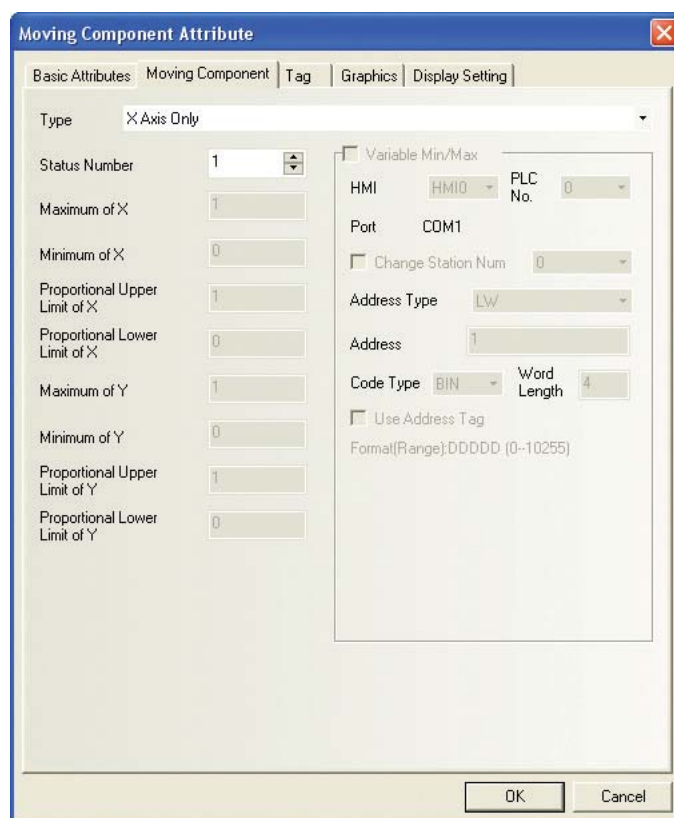 Moving Component Attribute
Basic Attributes Moving Component Tag Graphics Display Setting
Type X Axis Only
Status Number 1
Maximum of X 1
Minimum of X 0
Proportional Upper
Limit of X 1
Proportional Lower
Limit of X 0
Maximum of Y 1
Minimum of Y 0
Proportional Upper
Limit of Y 1
Proportional Lower
Limit of Y 0
Variable Min/Max
HMI HMI0 PLC
No. 0
Port COM1
Change Station Num 0
Address Type LW
Address 1
Code Type BIN Word
Length 4
Use Address Tag
Format(Range):DDDDD (0--10255)
OK Cancel